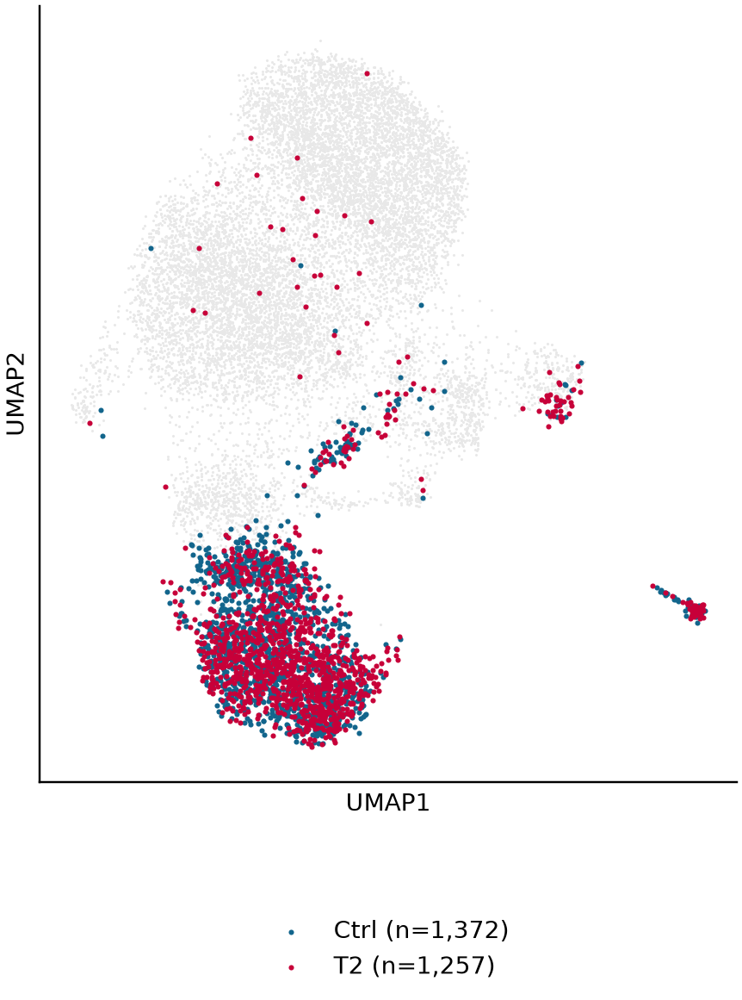 UMAP2
UMAP1
Ctrl (n=1,372)
T2 (n=1,257)